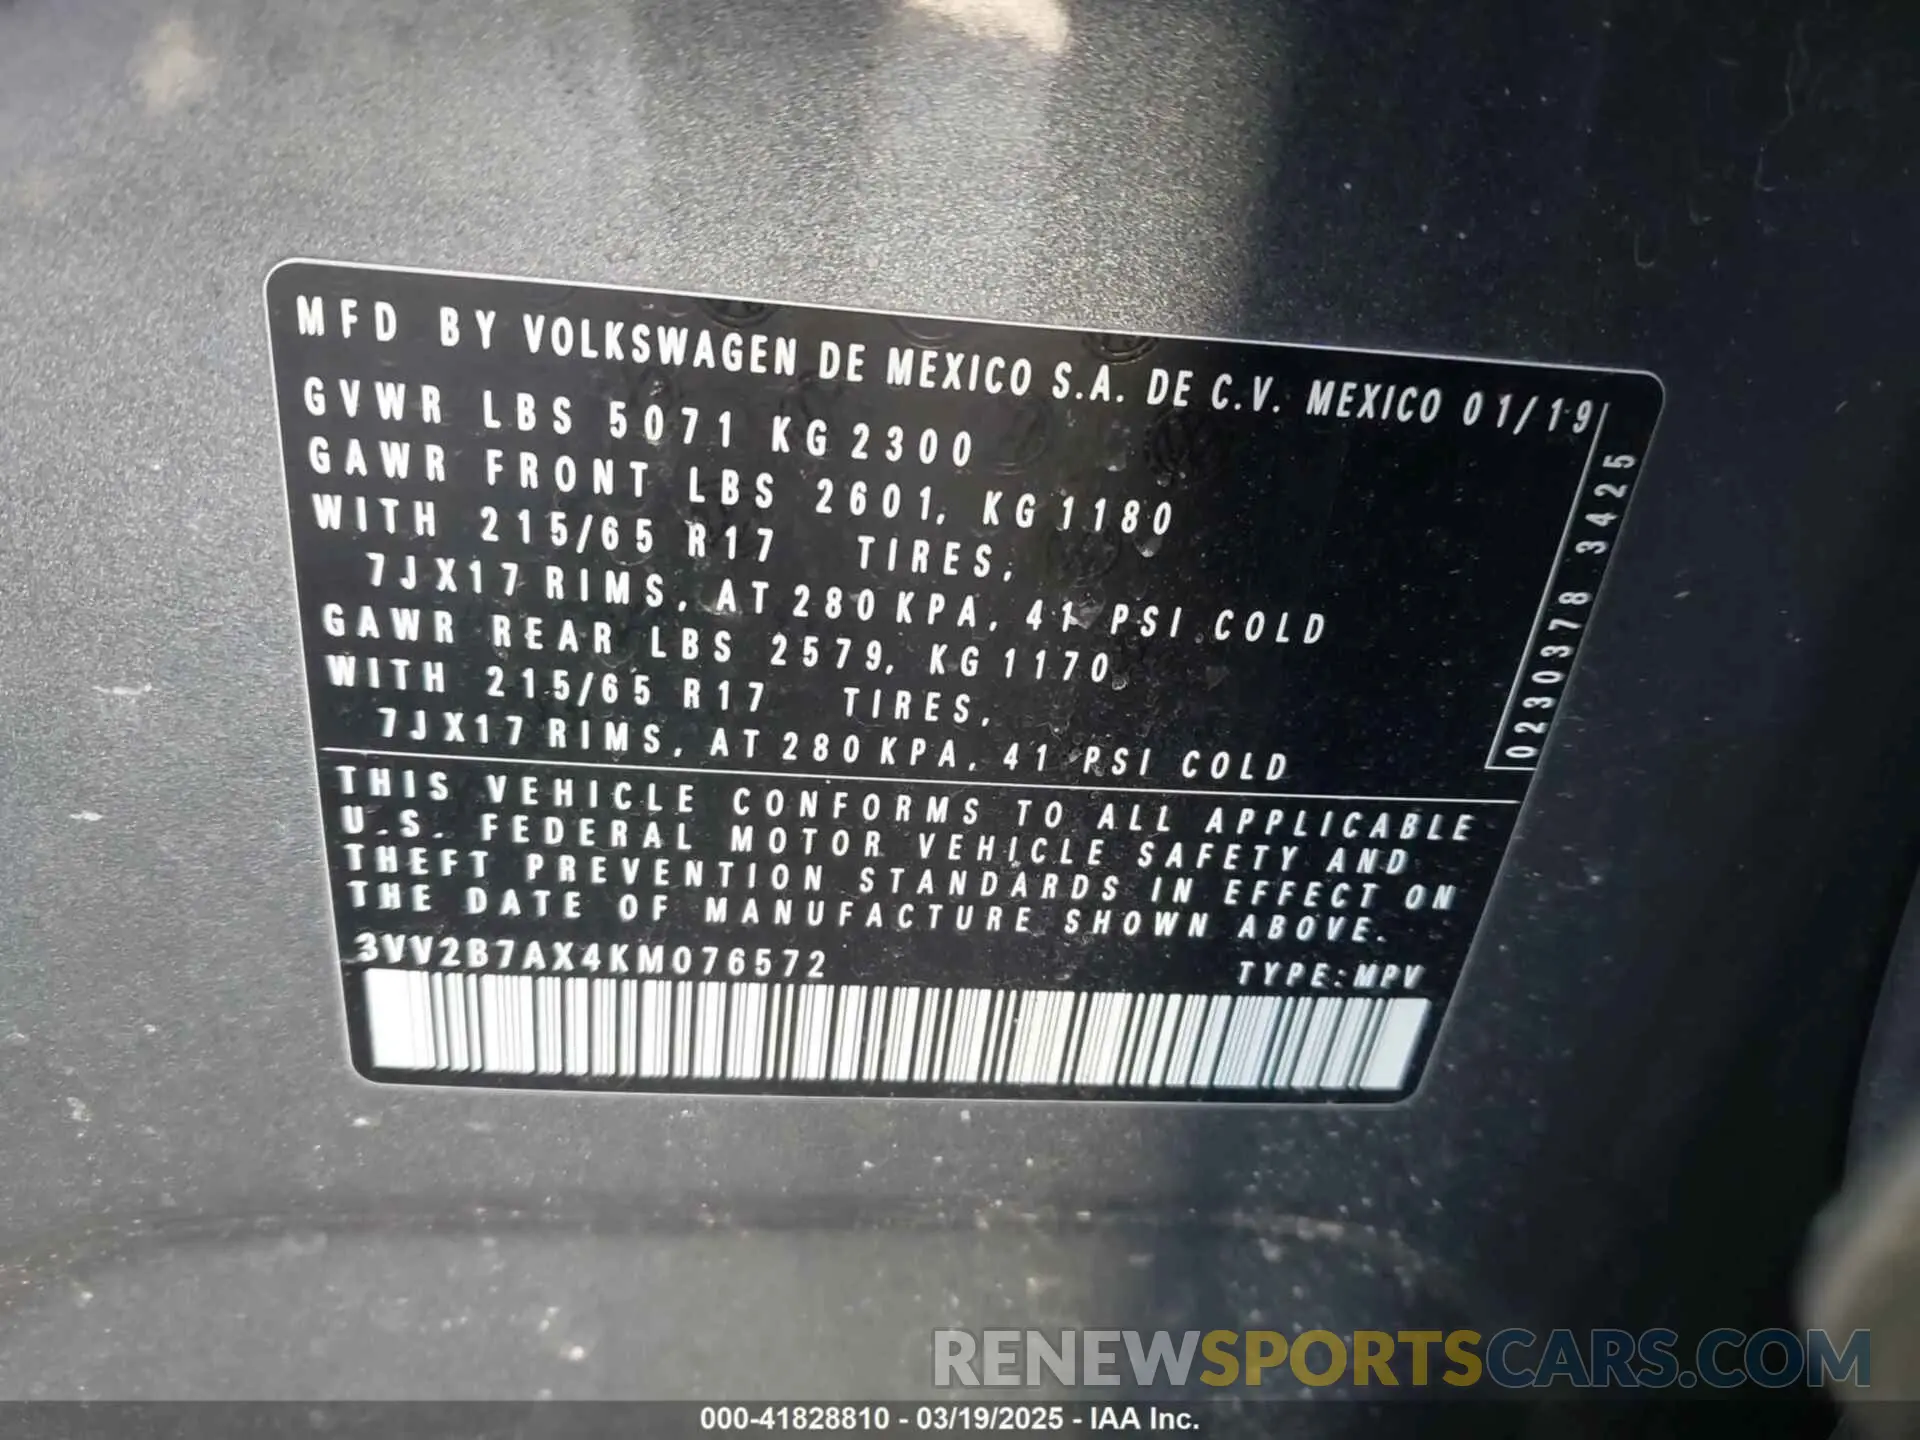 MFD BY VOLKSWAGEN DE MEXICO S.A. DE C.V. MEXICO 01/19
GVWR LBS 5071 KG 2300
GAWR FRONT LBS 2601, KG 1180
WITH 215/65 R17 TIRES,
7JX17 RIMS, AT 280 KPA, 41 PSI COLD
GAWR REAR LBS 2579, KG 1170
WITH 215/65 R17 TIRES,
7JX17 RIMS, AT 280 KPA, 41 PSI COLD
0230378 3425
THIS VEHICLE CONFORMS TO ALL APPLICABLE
U.S. FEDERAL MOTOR VEHICLE SAFETY AND
THEFT PREVENTION STANDARDS IN EFFECT ON
THE DATE OF MANUFACTURE SHOWN ABOVE.
3VV2B7AX4KM076572
TYPE:MPV
RENEWSPORTSCARS.COM
000-41828810 - 03/19/2025 - IAA Inc.